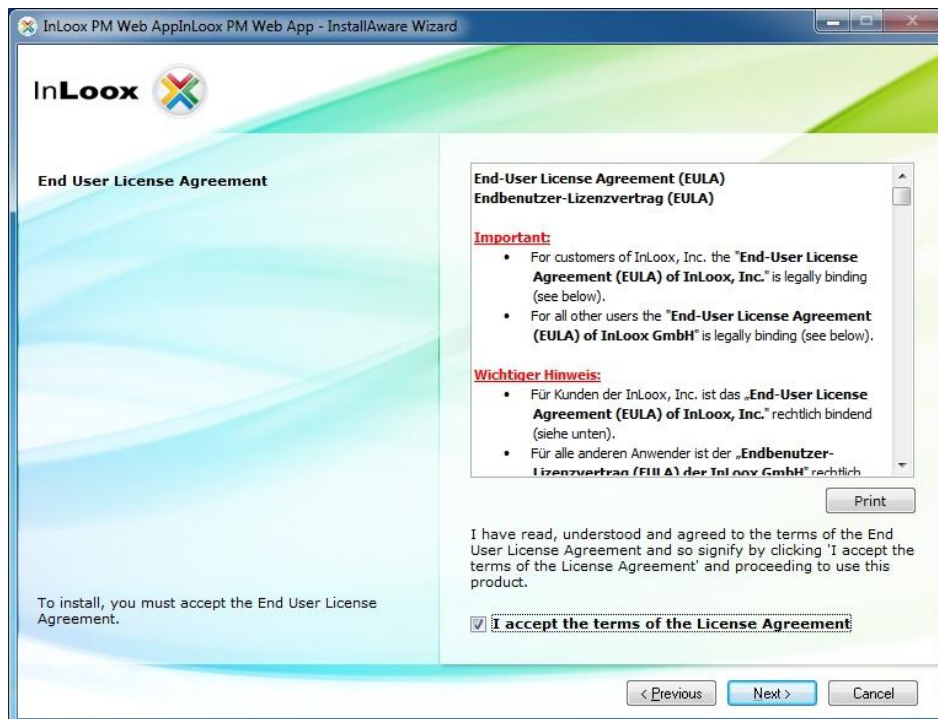 InLoox PM Web AppInLoox PM Web App - InstallAware Wizard
InLoox
End User License Agreement
End-User License Agreement (EULA)
Endbenutzer-Lizenzvertrag (EULA)
Important:
• For customers of InLoox, Inc. the "End-User License
Agreement (EULA) of InLoox, Inc." is legally binding
(see below).
• For all other users the "End-User License Agreement
(EULA) of InLoox GmbH" is legally binding (see below).
Wichtiger Hinweis:
• Für Kunden der InLoox, Inc. ist das „End-User License
Agreement (EULA) of InLoox, Inc." rechtlich bindend
(siehe unten).
• Für alle anderen Anwender ist der „Endbenutzer-
Lizenzvertrag (EULA) der InLoox GmbH" rechtlich
Print
I have read, understood and agreed to the terms of the End
User License Agreement and so signify by clicking 'I accept the
terms of the License Agreement' and proceeding to use this
product.
To install, you must accept the End User License
Agreement.
I accept the terms of the License Agreement
< Previous
Next >
Cancel